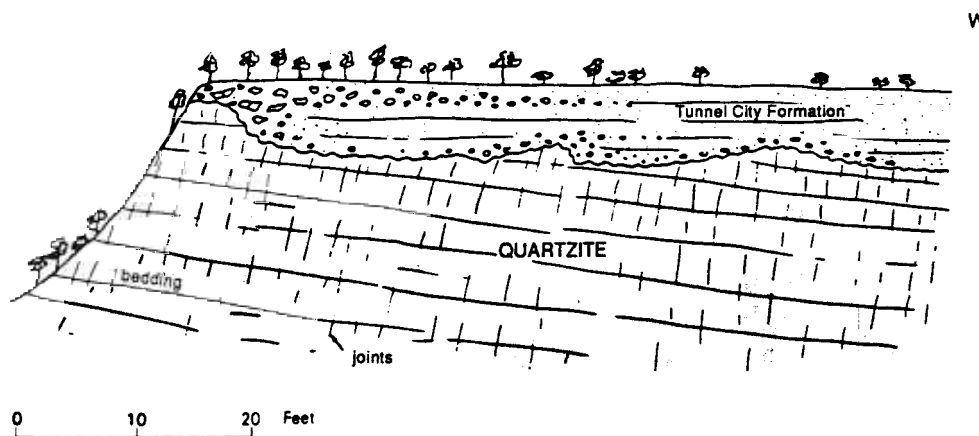 W
Tunnel City Formation
QUARTZITE
bedding
joints
0 10 20 Feet